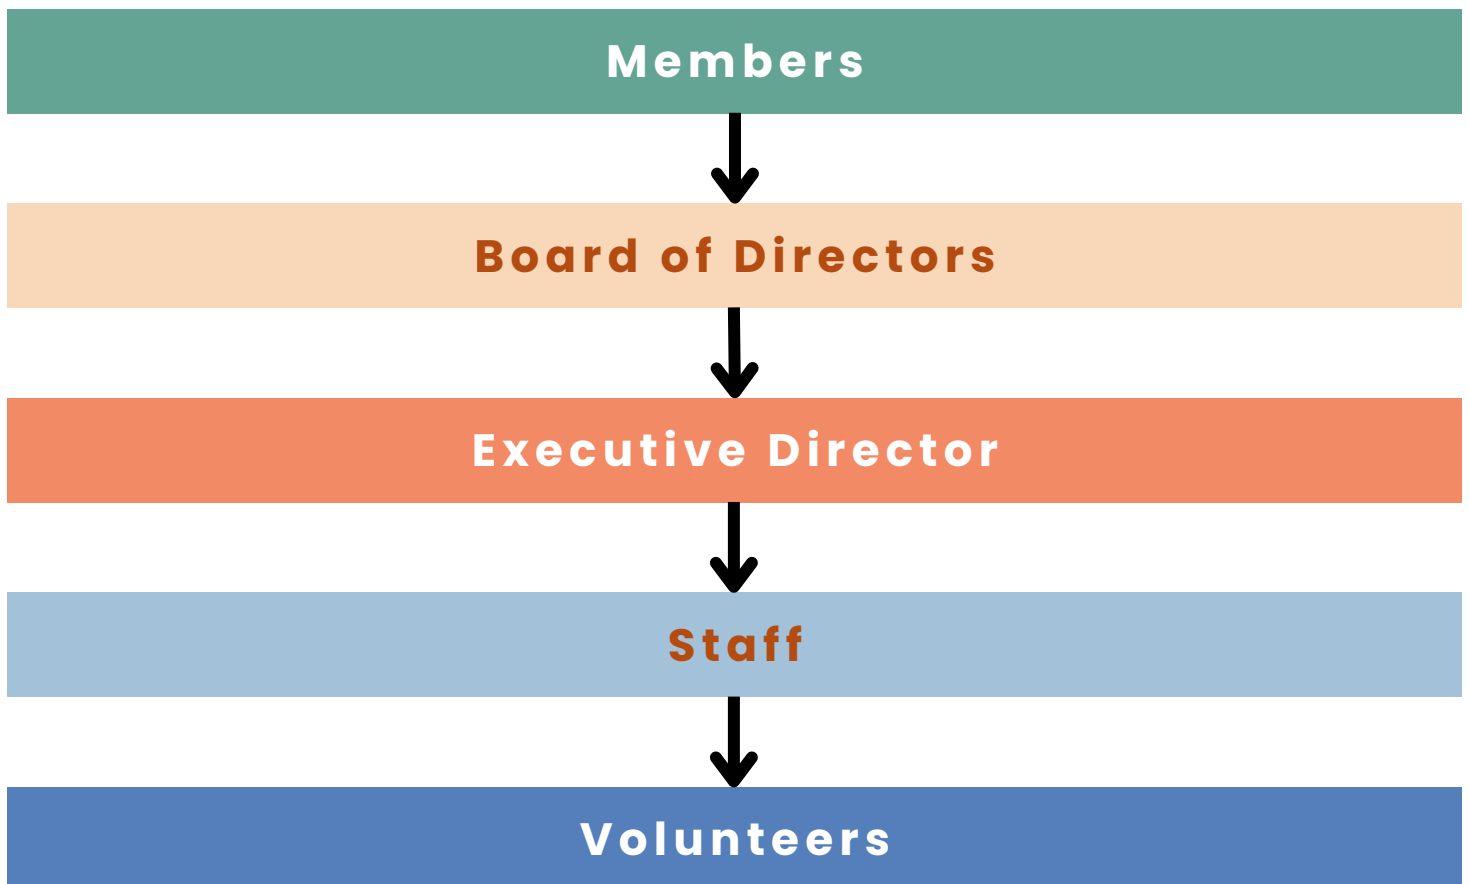 Members
Board of Directors
Executive Director
Staff
Volunteers